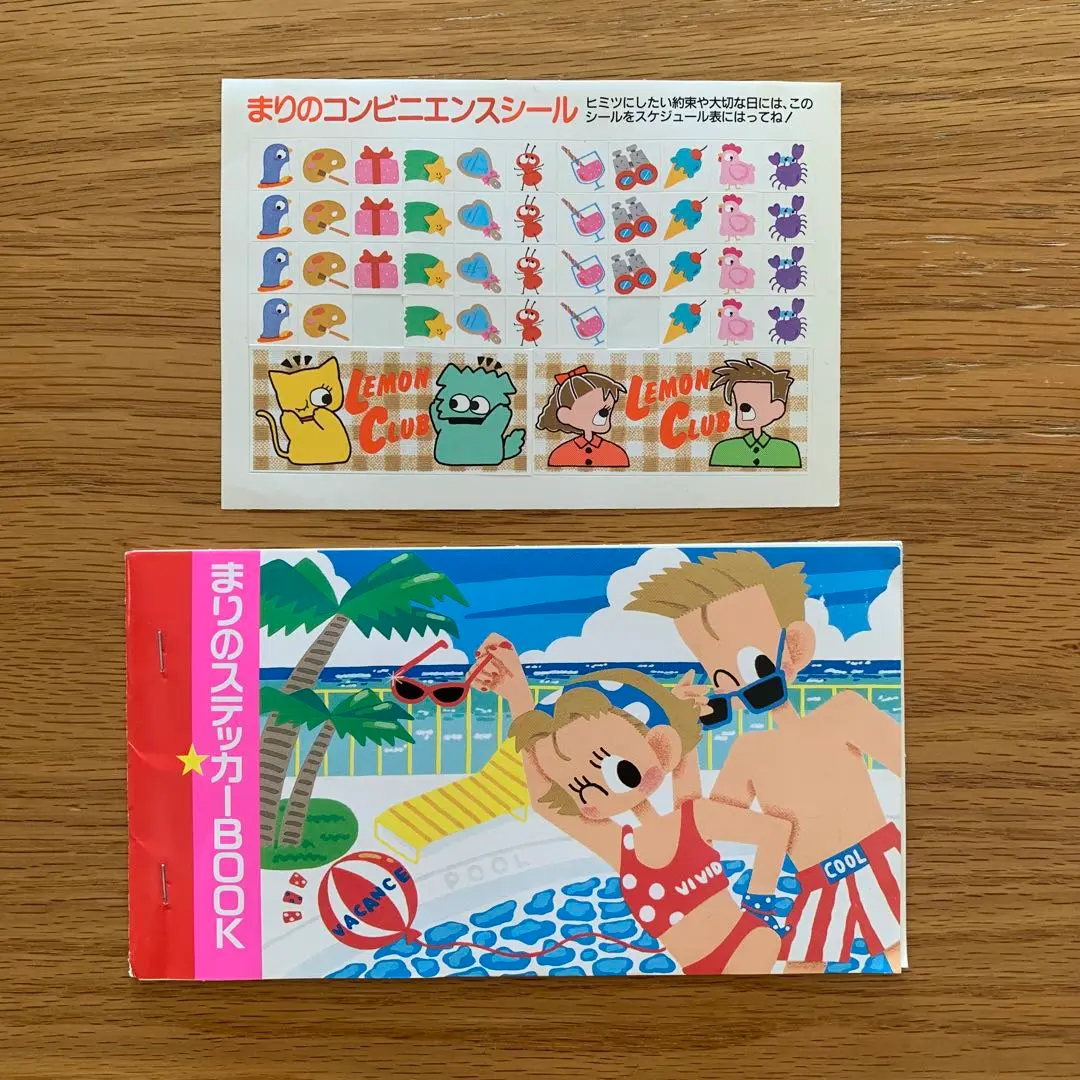 まりのコンビニエンスシール
ヒミツにしたい約束や大切な日には、この
シールをスケジュール表にはってね!
LEMON
CLUB
LEMON
CLUB
まりのステッカーBOOK
VIVID
COOL
POOL
VACANCE